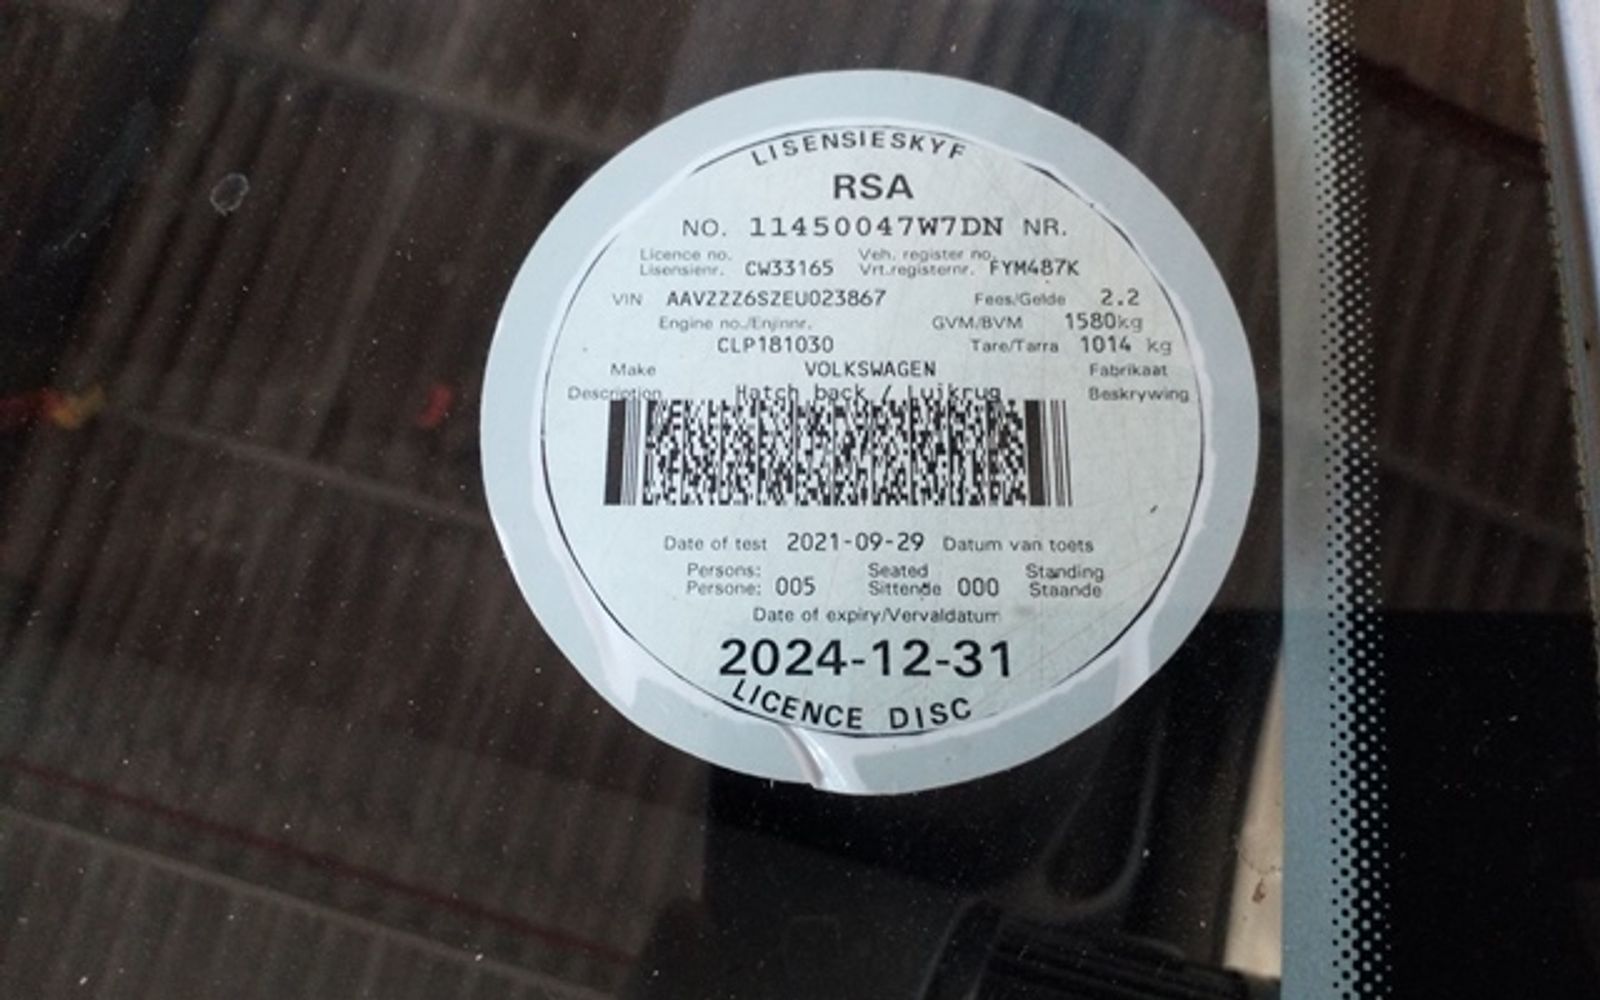 LISENSIESKYF
RSA
NO. 11450047W7DN NR.
Licence no. Veh. register no.
Lisensienr. CW33165 Vrt.registernr. FYM487K
VIN AAVZZZ6SZEU023867 Fees/Gelde 2.2
Engine no./Enjinnr. GVM/BVM 1580kg
CLP181030 Tare/Tarra 1014 kg
Make VOLKSWAGEN Fabrikaat
Description Hatch back / Luikrug Beskrywing
Date of test 2021-09-29 Datum van toets
Persons: Seated Standing
Persone: 005 Sittende 000 Staande
Date of expiry/Vervaldatum
2024-12-31
LICENCE DISC